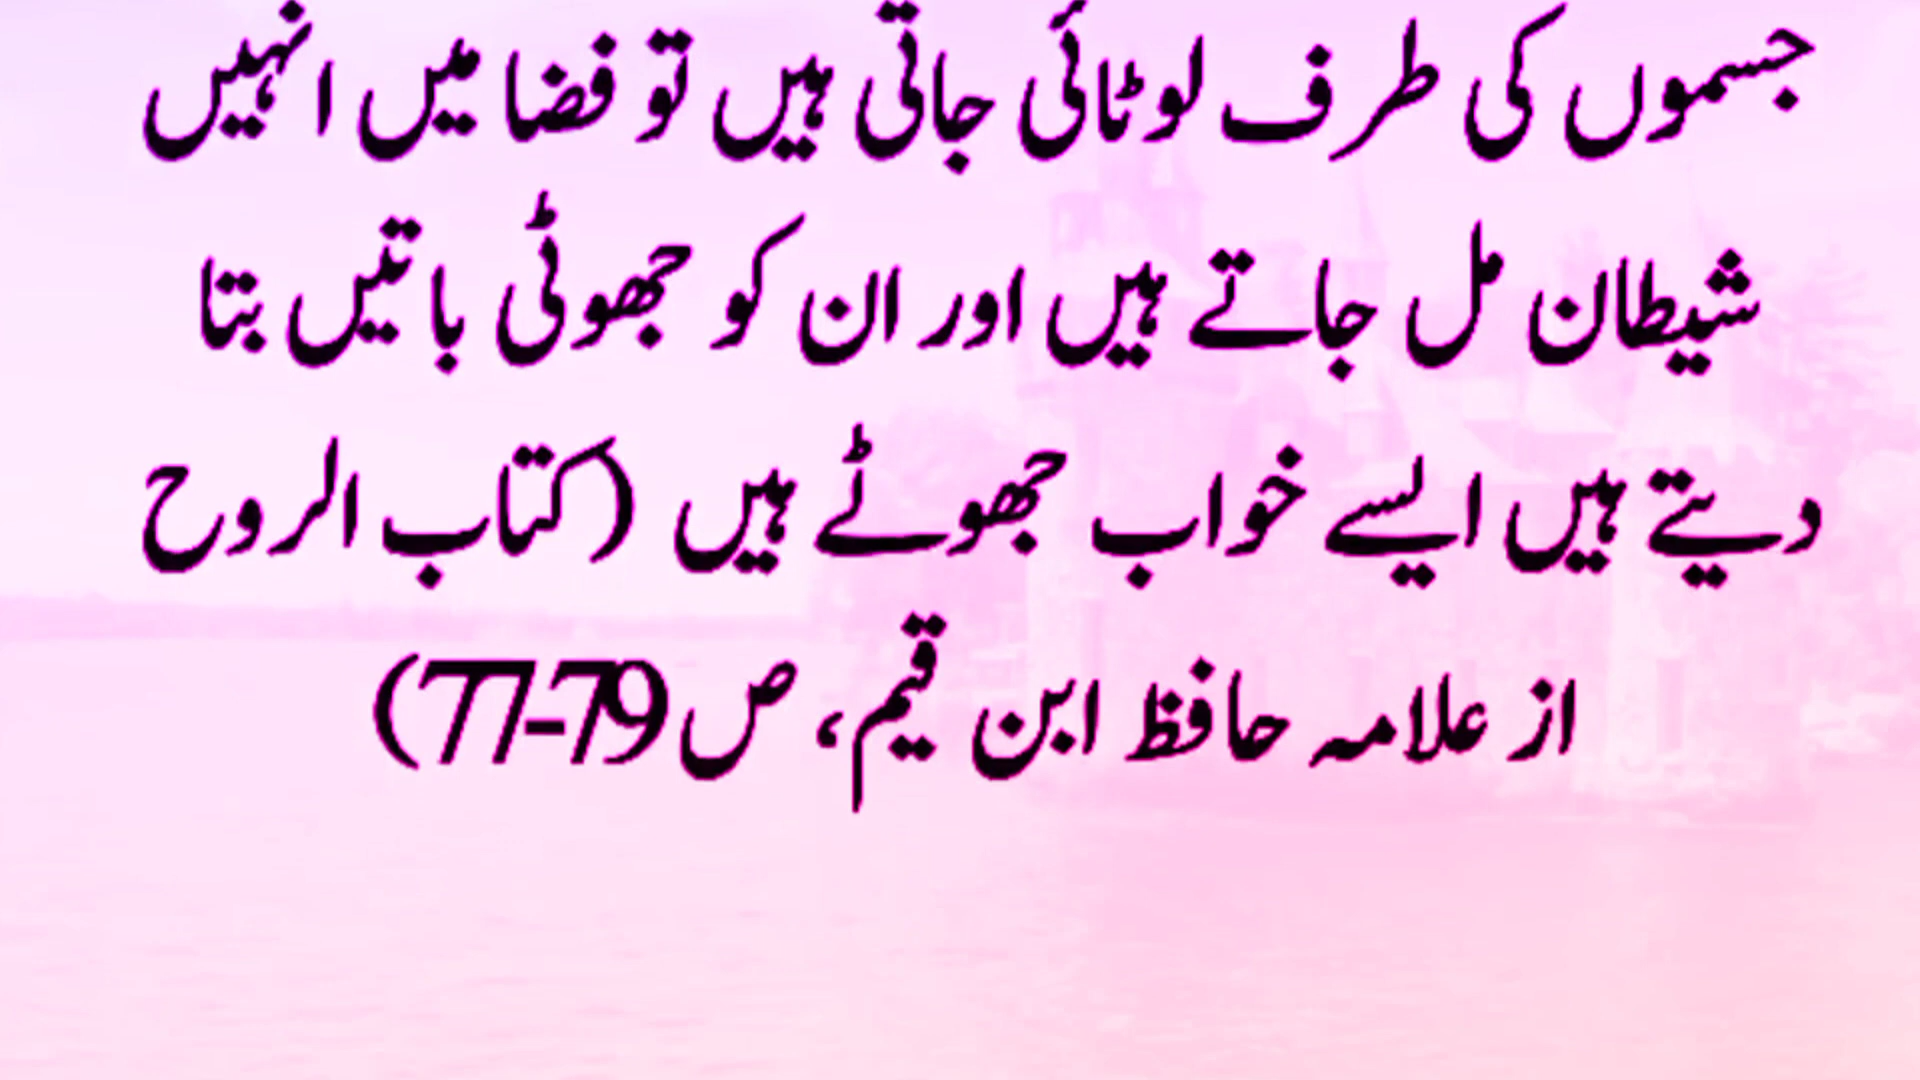 جسموں کی طرف لوٹائی جاتی ہیں تو فضا میں انہیں
شیطان مل جاتے ہیں اور ان کو جھوٹی باتیں بتا
دیتے ہیں ایسے خواب جھوٹے ہیں (کتاب الروح
از علامہ حافظ ابن قیم، ص 79-77)